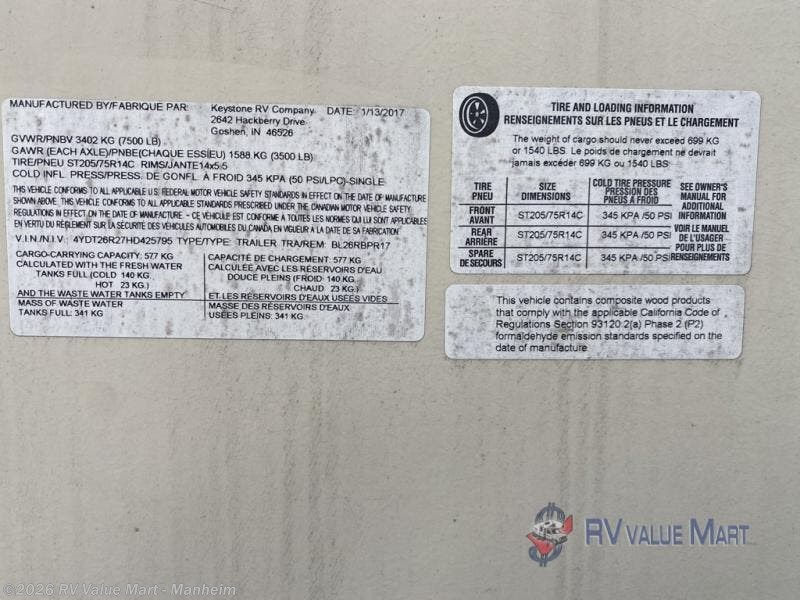 MANUFACTURED BY/FABRIQUE PAR: Keystone RV Company DATE: 1/13/2017
2642 Hackberry Drive
Goshen, IN 46526
GVWR/PNBV 3402 KG (7500 LB)
GAWR (EACH AXLE)/PNBE(CHAQUE ESSIEU) 1588 KG (3500 LB)
TIRE/PNEU ST205/75R14C RIMS/JANTE14x5.5
COLD INFL. PRESS/PRESS. DE GONFL. À FROID 345 KPA (50 PSI/LPC)-SINGLE
THIS VEHICLE CONFORMS TO ALL APPLICABLE U.S. FEDERAL MOTOR VEHICLE SAFETY STANDARDS IN EFFECT ON THE DATE OF MANUFACTURE
SHOWN ABOVE. THIS VEHICLE CONFORMS TO ALL APPLICABLE STANDARDS PRESCRIBED UNDER THE CANADIAN MOTOR VEHICLE SAFETY
REGULATIONS IN EFFECT ON THE DATE OF MANUFACTURE - CE VÉHICULE EST CONFORME À TOUTES LES NORMES QUI LUI SONT APPLICABLES
EN VERTU DU RÈGLEMENT SUR LA SÉCURITÉ DES VÉHICULES AUTOMOBILES DU CANADA EN VIGUEUR À LA DATE DE SA FABRICATION
V.I.N./N.I.V.: 4YDT26R27HD425795 TYPE/TYPE: TRAILER TRA/REM: BL26RBPR17
CARGO-CARRYING CAPACITY: 577 KG
CALCULATED WITH THE FRESH WATER
TANKS FULL (COLD 140 KG.
HOT 23 KG.)
AND THE WASTE WATER TANKS EMPTY
MASS OF WASTE WATER
TANKS FULL: 341 KG
CAPACITÉ DE CHARGEMENT: 577 KG
CALCULÉE AVEC LES RÉSERVOIRS D'EAU
DOUCE PLEINS (FROID: 140 KG
CHAUD 23 KG.)
ET LES RÉSERVOIRS D'EAUX USÉES VIDES
MASSE DES RÉSERVOIRS D'EAUX
USÉES PLEINS: 341 KG
TIRE AND LOADING INFORMATION
RENSEIGNEMENTS SUR LES PNEUS ET LE CHARGEMENT
The weight of cargo should never exceed 699 KG
or 1540 LBS. Le poids de chargement ne devrait
jamais excéder 699 KG ou 1540 LBS
TIRE
PNEU
SIZE
DIMENSIONS
COLD TIRE PRESSURE
PRESSION DES
PNEUS À FROID
FRONT
AVANT
ST205/75R14C
345 KPA /50 PSI
REAR
ARRIÈRE
ST205/75R14C
345 KPA /50 PSI
SPARE
DE SECOURS
ST205/75R14C
345 KPA /50 PSI
SEE OWNER'S
MANUAL FOR
ADDITIONAL
INFORMATION
VOIR LE MANUEL
DE L'USAGER
POUR PLUS DE
RENSEIGNEMENTS
This vehicle contains composite wood products
that comply with the applicable California Code of
Regulations Section 93120.2(a) Phase 2 (P2)
formaldehyde emission standards specified on the
date of manufacture
RV VALUE MART
©2026 RV Value Mart - Manheim